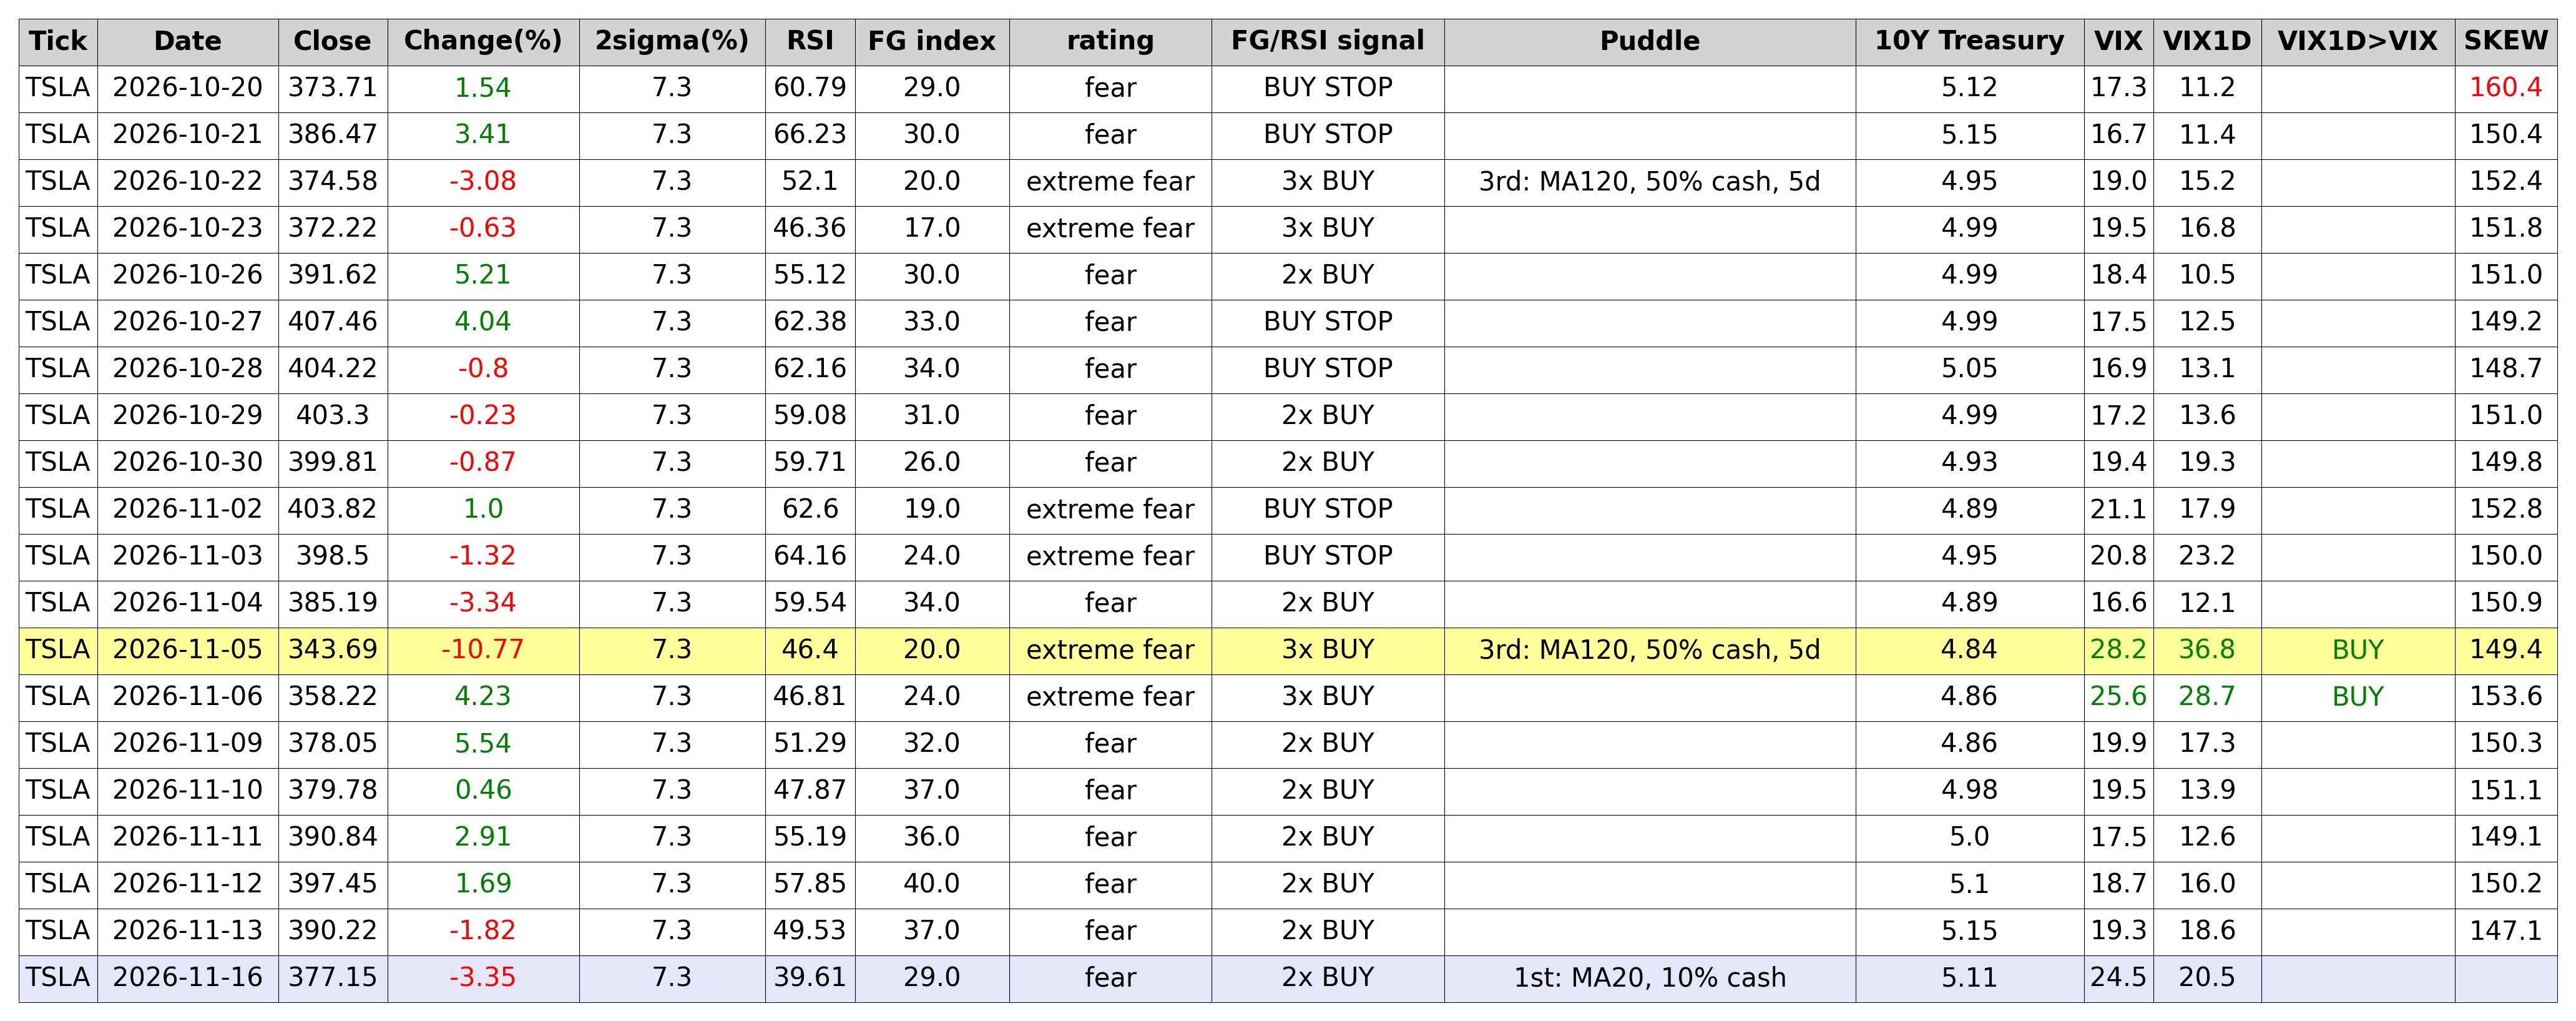 Tick Date Close Change(%) 2sigma(%) RSI FG index rating FG/RSI signal Puddle 10Y Treasury VIX VIX1D VIX1D>VIX SKEW
TSLA 2026-10-20 373.71 1.54 7.3 60.79 29.0 fear BUY STOP 5.12 17.3 11.2 160.4
TSLA 2026-10-21 386.47 3.41 7.3 66.23 30.0 fear BUY STOP 5.15 16.7 11.4 150.4
TSLA 2026-10-22 374.58 -3.08 7.3 52.1 20.0 extreme fear 3x BUY 3rd: MA120, 50% cash, 5d 4.95 19.0 15.2 152.4
TSLA 2026-10-23 372.22 -0.63 7.3 46.36 17.0 extreme fear 3x BUY 4.99 19.5 16.8 151.8
TSLA 2026-10-26 391.62 5.21 7.3 55.12 30.0 fear 2x BUY 4.99 18.4 10.5 151.0
TSLA 2026-10-27 407.46 4.04 7.3 62.38 33.0 fear BUY STOP 4.99 17.5 12.5 149.2
TSLA 2026-10-28 404.22 -0.8 7.3 62.16 34.0 fear BUY STOP 5.05 16.9 13.1 148.7
TSLA 2026-10-29 403.3 -0.23 7.3 59.08 31.0 fear 2x BUY 4.99 17.2 13.6 151.0
TSLA 2026-10-30 399.81 -0.87 7.3 59.71 26.0 fear 2x BUY 4.93 19.4 19.3 149.8
TSLA 2026-11-02 403.82 1.0 7.3 62.6 19.0 extreme fear BUY STOP 4.89 21.1 17.9 152.8
TSLA 2026-11-03 398.5 -1.32 7.3 64.16 24.0 extreme fear BUY STOP 4.95 20.8 23.2 150.0
TSLA 2026-11-04 385.19 -3.34 7.3 59.54 34.0 fear 2x BUY 4.89 16.6 12.1 150.9
TSLA 2026-11-05 343.69 -10.77 7.3 46.4 20.0 extreme fear 3x BUY 3rd: MA120, 50% cash, 5d 4.84 28.2 36.8 BUY 149.4
TSLA 2026-11-06 358.22 4.23 7.3 46.81 24.0 extreme fear 3x BUY 4.86 25.6 28.7 BUY 153.6
TSLA 2026-11-09 378.05 5.54 7.3 51.29 32.0 fear 2x BUY 4.86 19.9 17.3 150.3
TSLA 2026-11-10 379.78 0.46 7.3 47.87 37.0 fear 2x BUY 4.98 19.5 13.9 151.1
TSLA 2026-11-11 390.84 2.91 7.3 55.19 36.0 fear 2x BUY 5.0 17.5 12.6 149.1
TSLA 2026-11-12 397.45 1.69 7.3 57.85 40.0 fear 2x BUY 5.1 18.7 16.0 150.2
TSLA 2026-11-13 390.22 -1.82 7.3 49.53 37.0 fear 2x BUY 5.15 19.3 18.6 147.1
TSLA 2026-11-16 377.15 -3.35 7.3 39.61 29.0 fear 2x BUY 1st: MA20, 10% cash 5.11 24.5 20.5